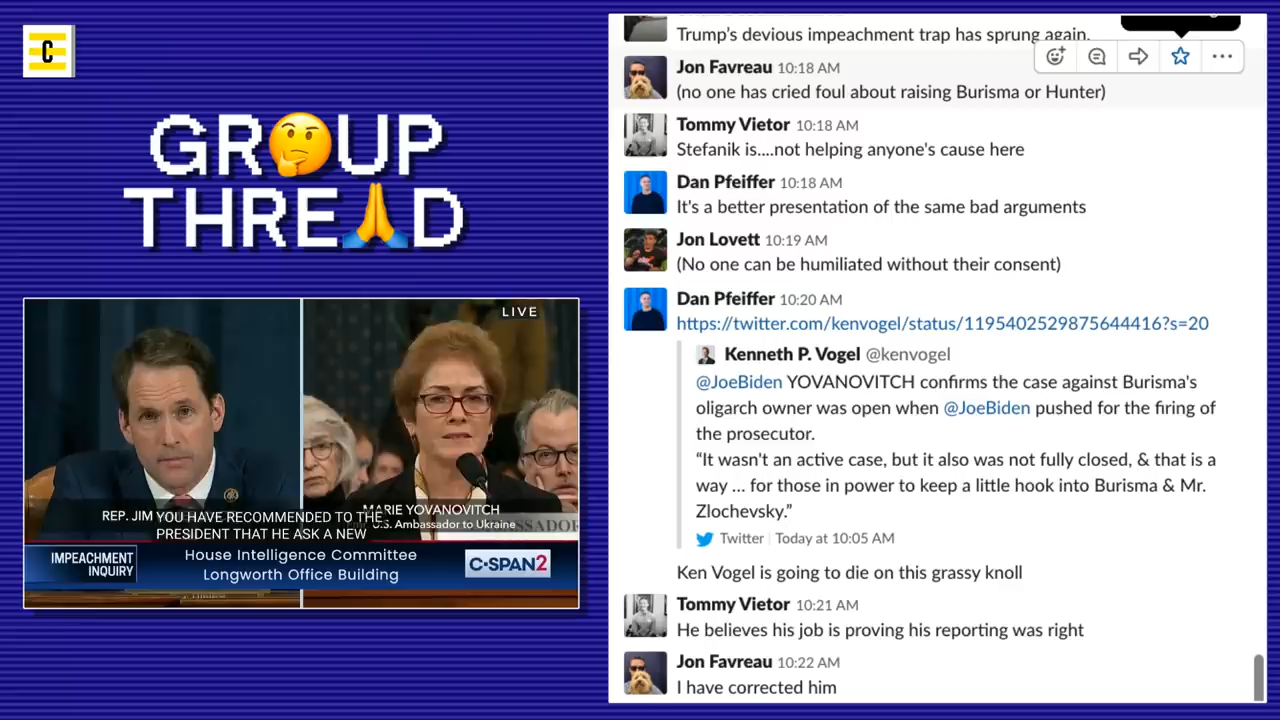 C
GR🤔UP
THRE🙏D
LIVE
MARIE YOVANOVITCH
U.S. Ambassador to Ukraine
REP. JIM
YOU HAVE RECOMMENDED TO THE
PRESIDENT THAT HE ASK A NEW
IMPEACHMENT
INQUIRY
House Intelligence Committee
Longworth Office Building
C-SPAN2
Trump's devious impeachment trap has sprung again.
Jon Favreau 10:18 AM
(no one has cried foul about raising Burisma or Hunter)
Tommy Vietor 10:18 AM
Stefanik is....not helping anyone's cause here
Dan Pfeiffer 10:18 AM
It's a better presentation of the same bad arguments
Jon Lovett 10:19 AM
(No one can be humiliated without their consent)
Dan Pfeiffer 10:20 AM
https://twitter.com/kenvogel/status/1195402529875644416?s=20
Kenneth P. Vogel @kenvogel
@JoeBiden YOVANOVITCH confirms the case against Burisma's
oligarch owner was open when @JoeBiden pushed for the firing of
the prosecutor.
“It wasn't an active case, but it also was not fully closed, & that is a
way ... for those in power to keep a little hook into Burisma & Mr.
Zlochevsky.”
Twitter | Today at 10:05 AM
Ken Vogel is going to die on this grassy knoll
Tommy Vietor 10:21 AM
He believes his job is proving his reporting was right
Jon Favreau 10:22 AM
I have corrected him